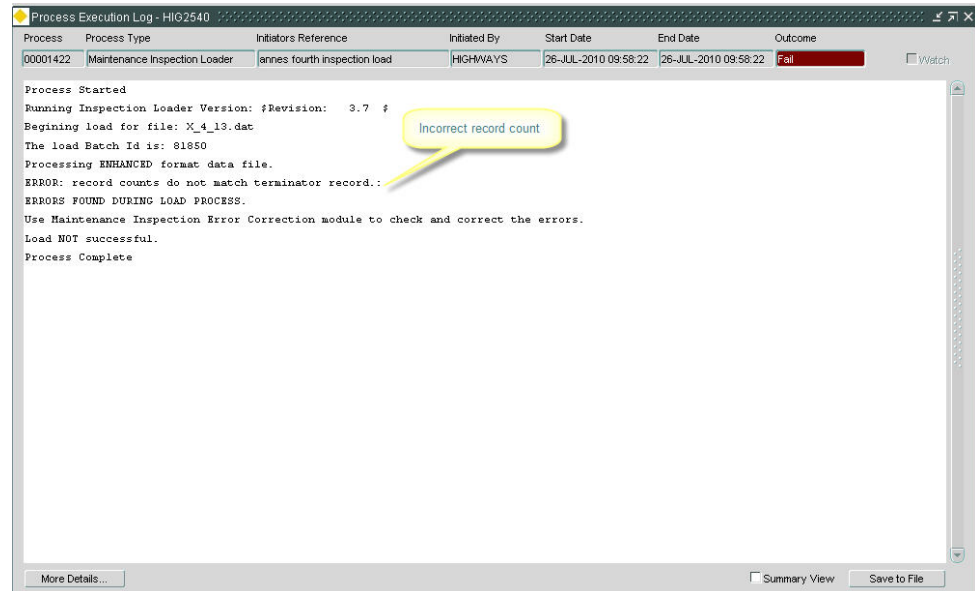 Process Execution Log - HIG2540
Process Process Type Initiators Reference Initiated By Start Date End Date Outcome
00001422 Maintenance Inspection Loader annes fourth inspection load HIGHWAYS 26-JUL-2010 09:58:22 26-JUL-2010 09:58:22 Fail Watch
Process Started
Running Inspection Loader Version: $Revision: 3.7 $
Begining load for file: X_4_13.dat
Incorrect record count
The load Batch Id is: 81850
Processing ENHANCED format data file.
ERROR: record counts do not match terminator record.:
ERRORS FOUND DURING LOAD PROCESS.
Use Maintenance Inspection Error Correction module to check and correct the errors.
Load NOT successful.
Process Complete
More Details... Summary View Save to File